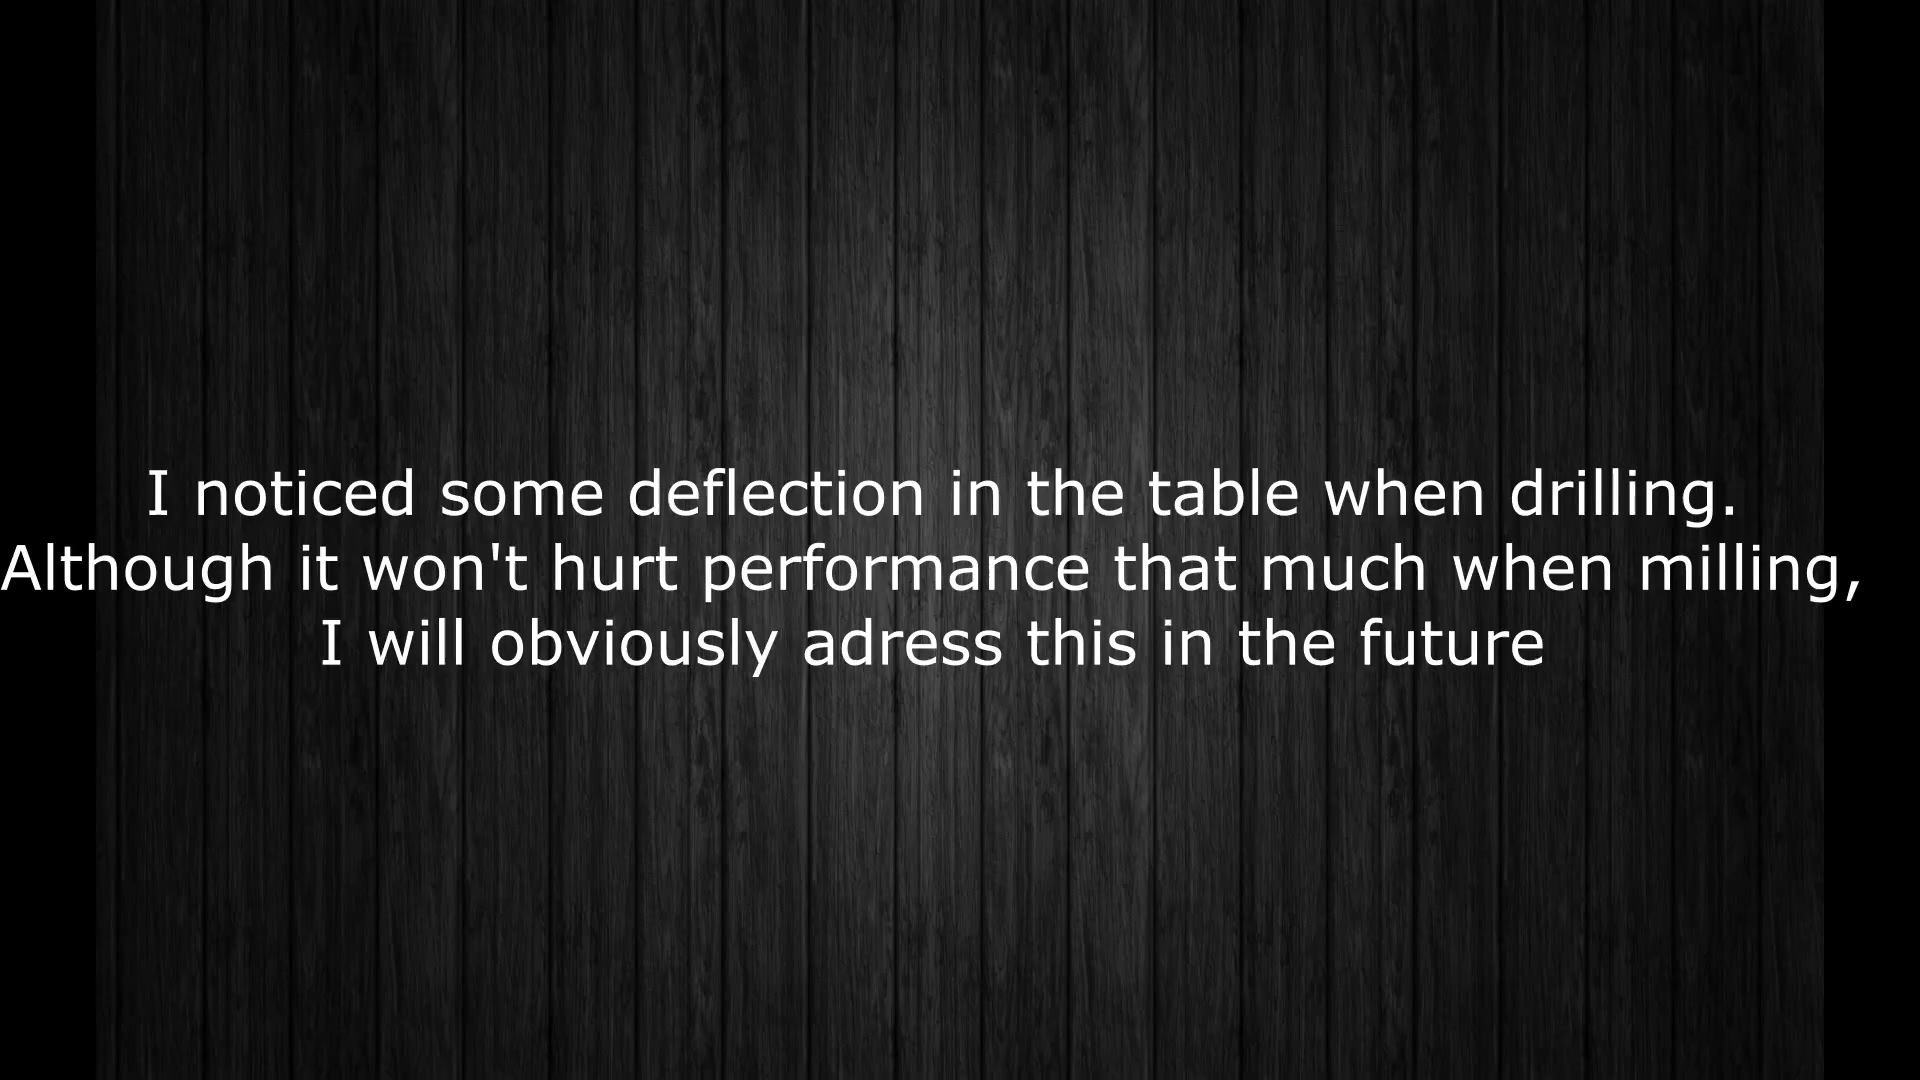 I noticed some deflection in the table when drilling.
Although it won't hurt performance that much when milling,
I will obviously adress this in the future